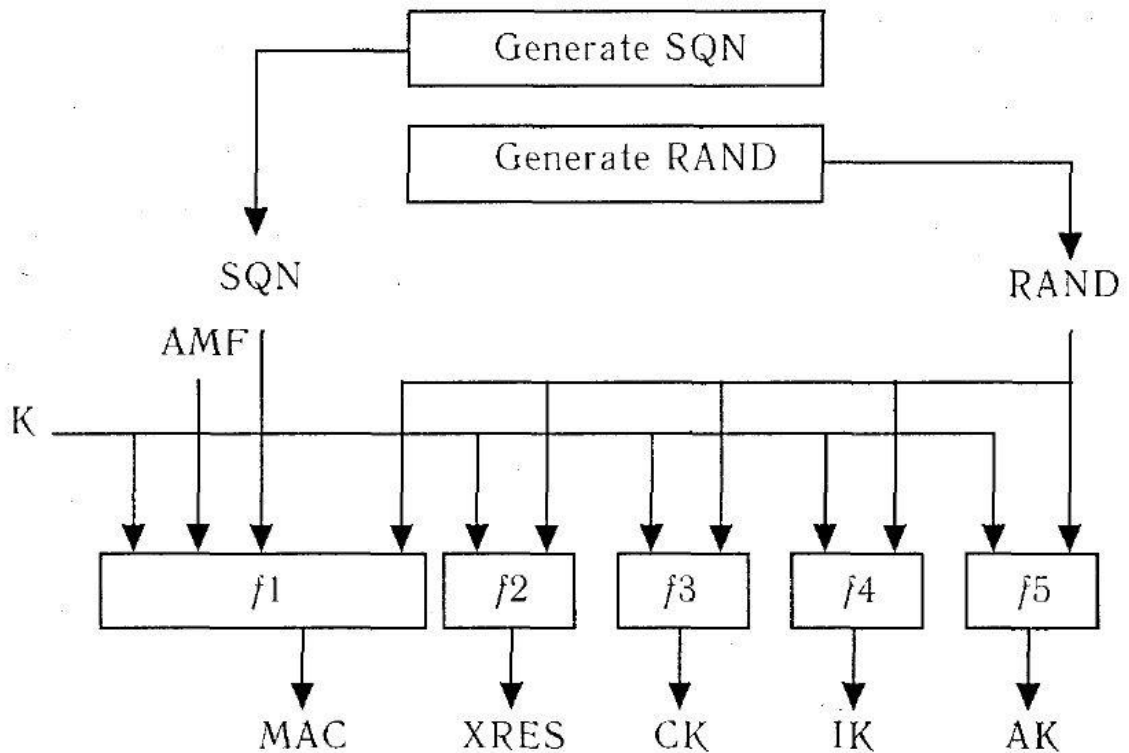 Generate SQN
Generate RAND
SQN
RAND
AMF
K
f1
f2
f3
f4
f5
MAC
XRES
CK
IK
AK